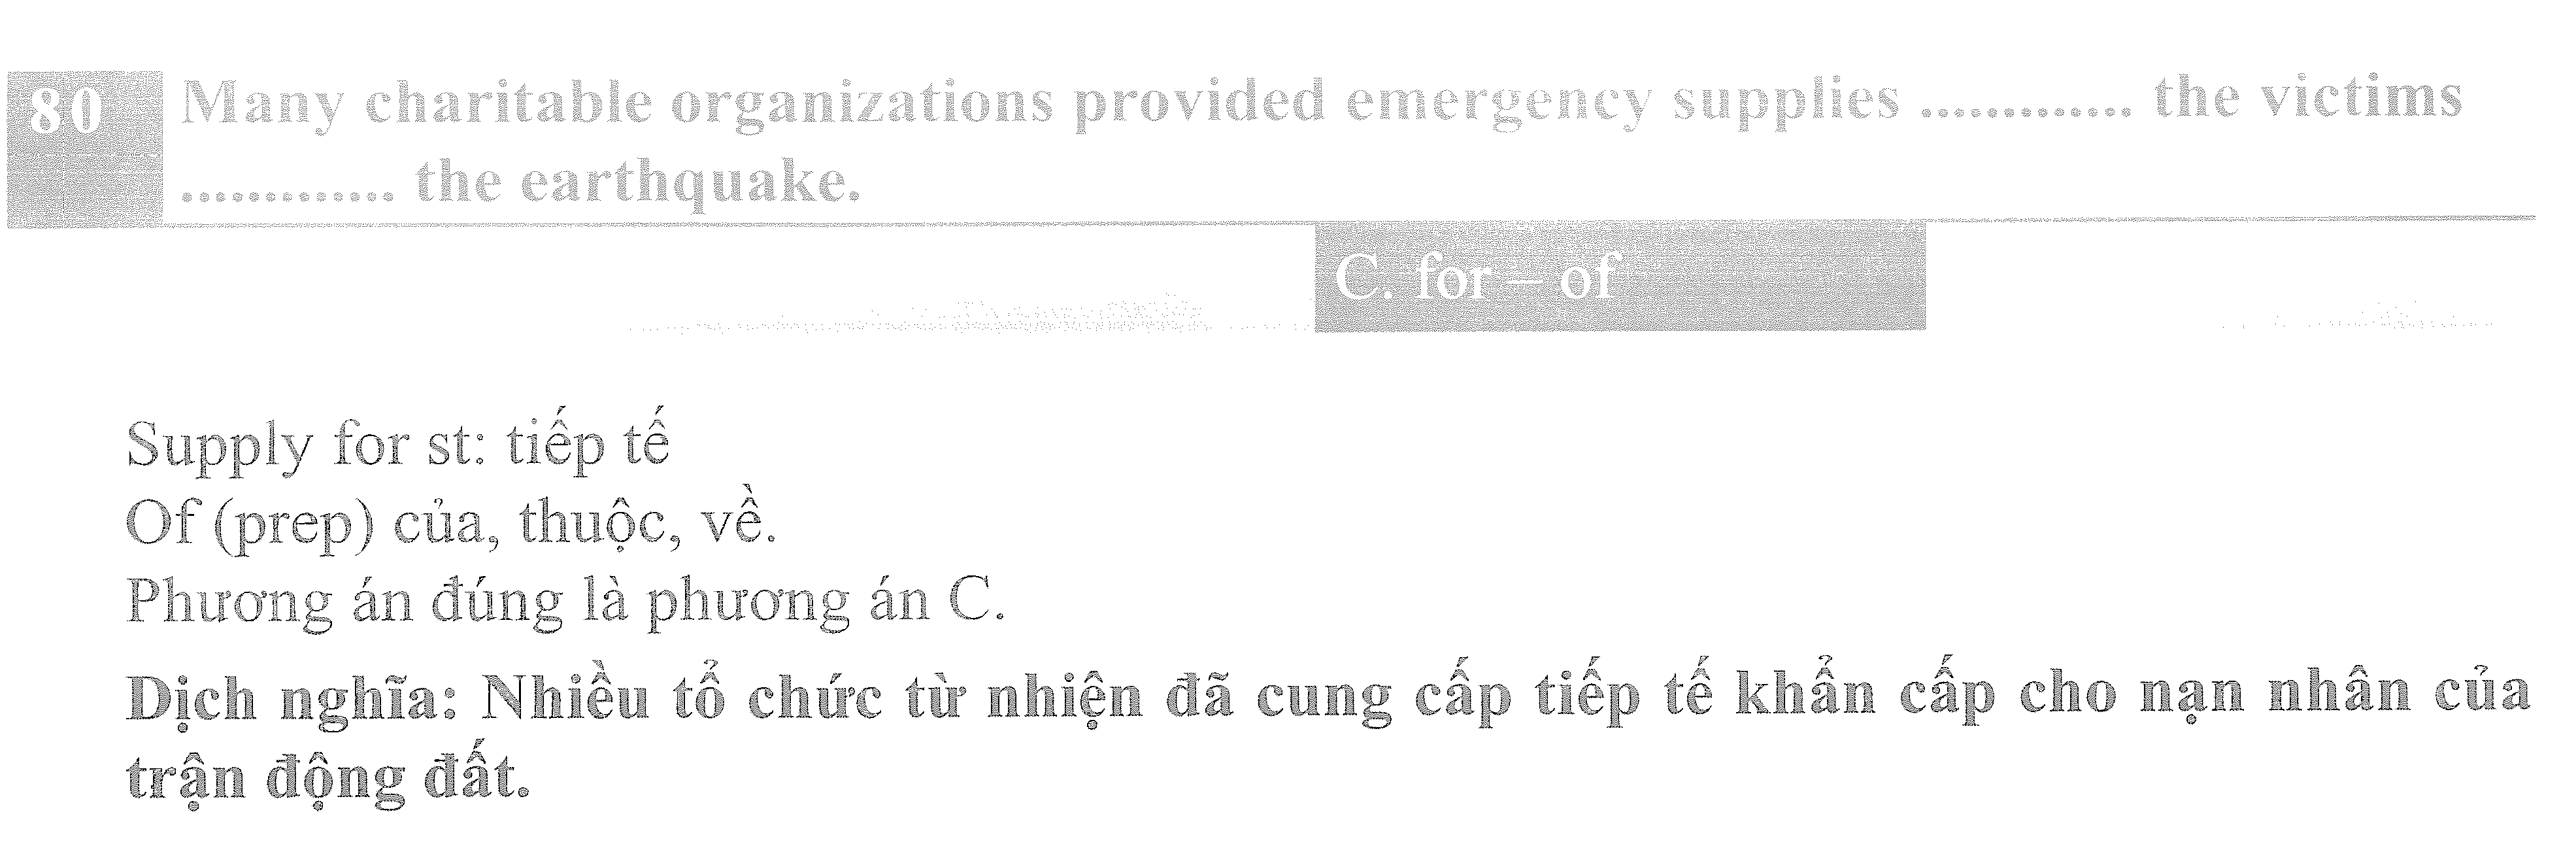 80 Many charitable organizations provided emergency supplies ............. the victims
............. the earthquake.
C. for – of
Supply for st: tiếp tế
Of (prep) của, thuộc, về.
Phương án đúng là phương án C.
Dịch nghĩa: Nhiều tổ chức từ nhiện đã cung cấp tiếp tế khẩn cấp cho nạn nhân của
trận động đất.